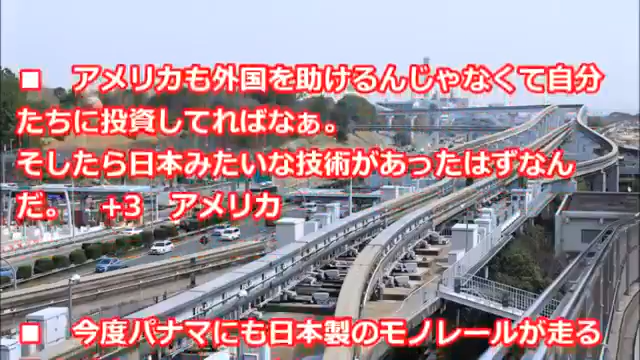 ■　アメリカも外国を助けるんじゃなくて自分
たちに投資してればなぁ。
そしたら日本みたいな技術があったはずなん
だ。　+3　アメリカ
■　今度パナマにも日本製のモノレールが走る